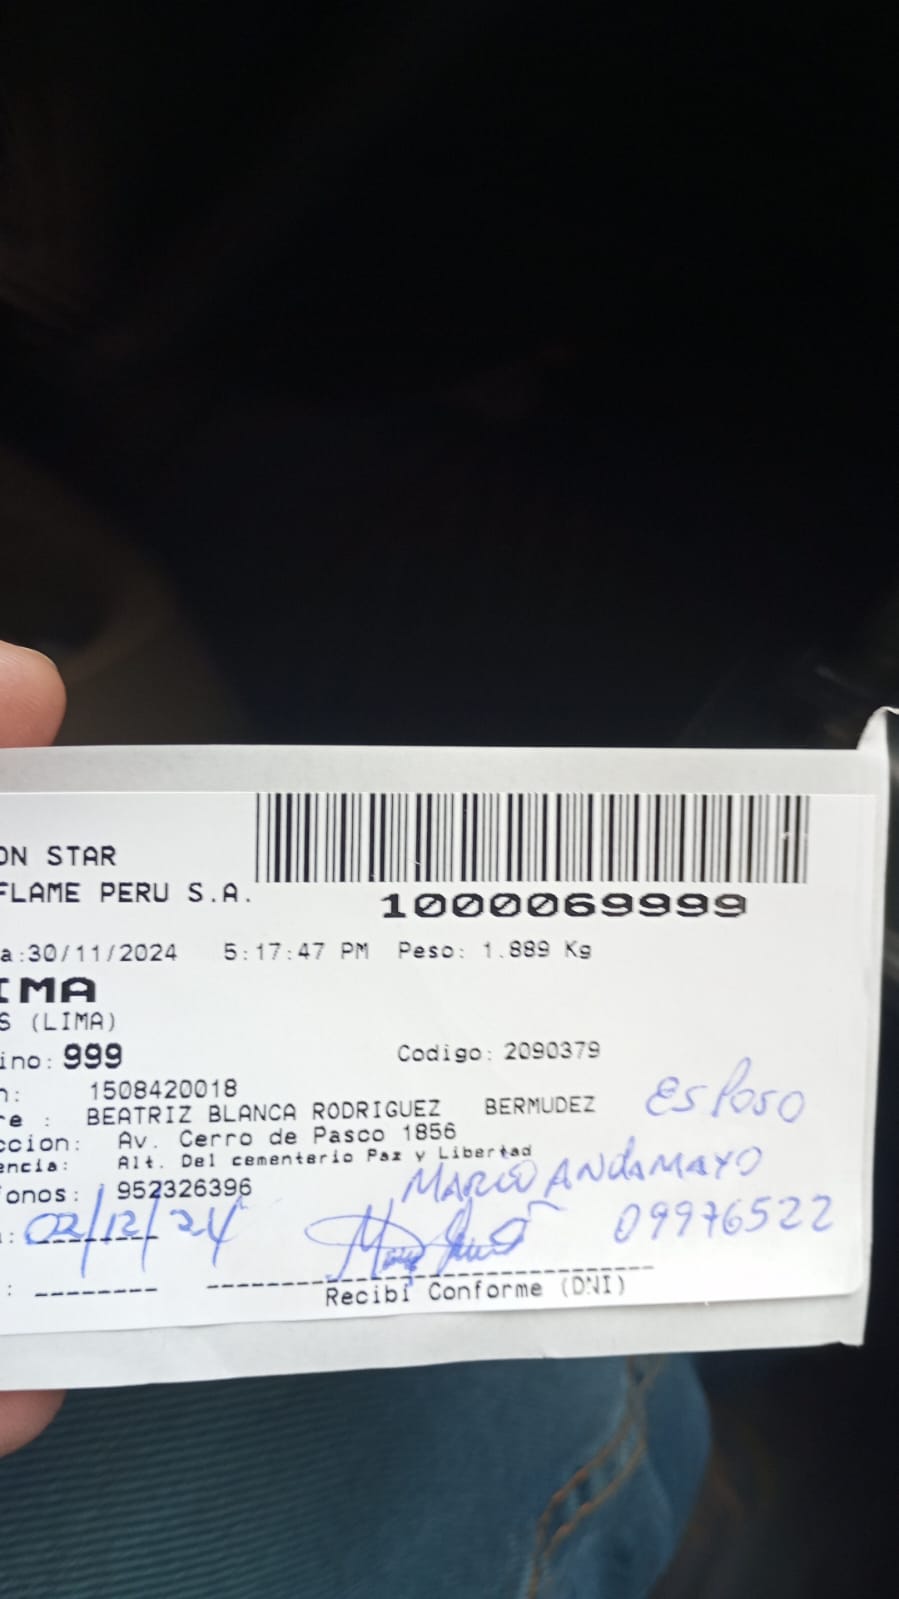 ON STAR
FLAME PERU S.A.
1000069999
a:30/11/2024 5:17:47 PM Peso: 1.889 Kg
IMA
S (LIMA)
ino: 999 Codigo: 2090379
n: 1508420018
re : BEATRIZ BLANCA RODRIGUEZ BERMUDEZ
ESPOSO
ccion: Av. Cerro de Pasco 1856
encia: Alt. Del cementerio Paz y Libertad
onos: 952326396
MARIO ANDAMAYO
: 02/12/24
09976522
: --------
Recibí Conforme (DNI)